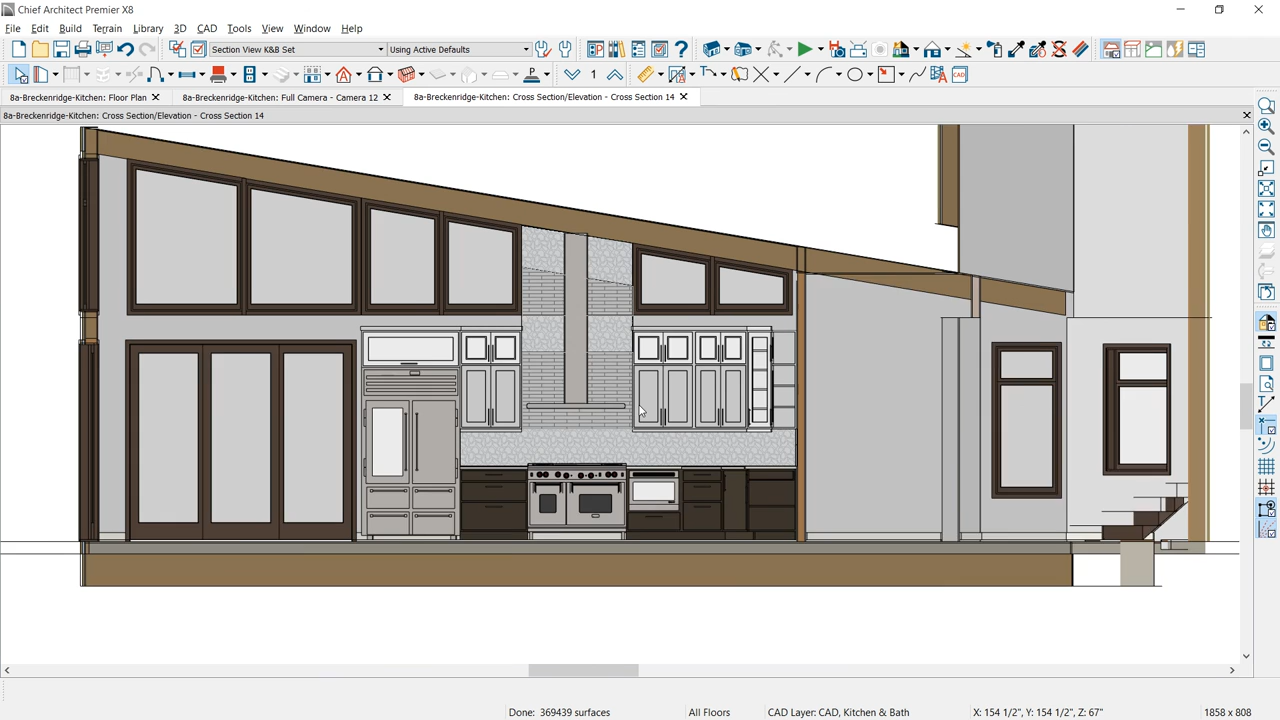 Chief Architect Premier X8
File Edit Build Terrain Library 3D CAD Tools Window Help
Section View K&B Set Using Active Defaults
1
8a-Breckenridge-Kitchen: Floor Plan 8a-Breckenridge-Kitchen: Full Camera - Camera 12 8a-Breckenridge-Kitchen: Cross Section/Elevation - Cross Section 14
8a-Breckenridge-Kitchen: Cross Section/Elevation - Cross Section 14
Done: 369439 surfaces All Floors CAD Layer: CAD, Kitchen & Bath X: 154 1/2", Y: 154 1/2", Z: 67" 1858 x 808